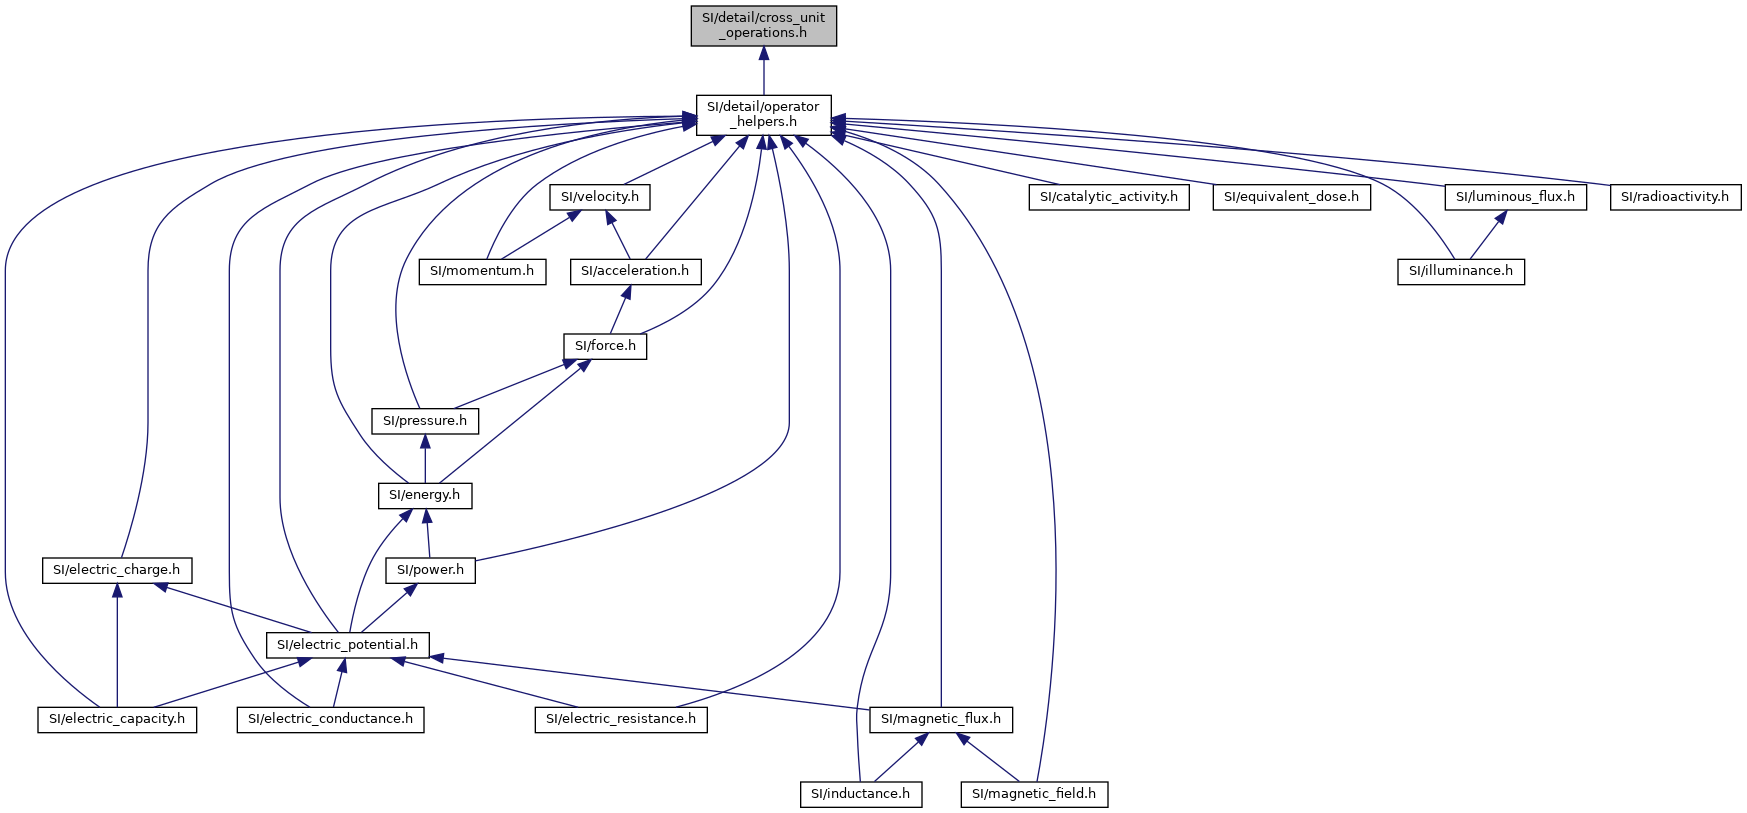 SI/detail/cross_unit
_operations.h
SI/detail/operator
_helpers.h
SI/velocity.h
SI/catalytic_activity.h
SI/equivalent_dose.h
SI/luminous_flux.h
SI/radioactivity.h
SI/momentum.h
SI/acceleration.h
SI/illuminance.h
SI/force.h
SI/pressure.h
SI/energy.h
SI/electric_charge.h
SI/power.h
SI/electric_potential.h
SI/electric_capacity.h
SI/electric_conductance.h
SI/electric_resistance.h
SI/magnetic_flux.h
SI/inductance.h
SI/magnetic_field.h